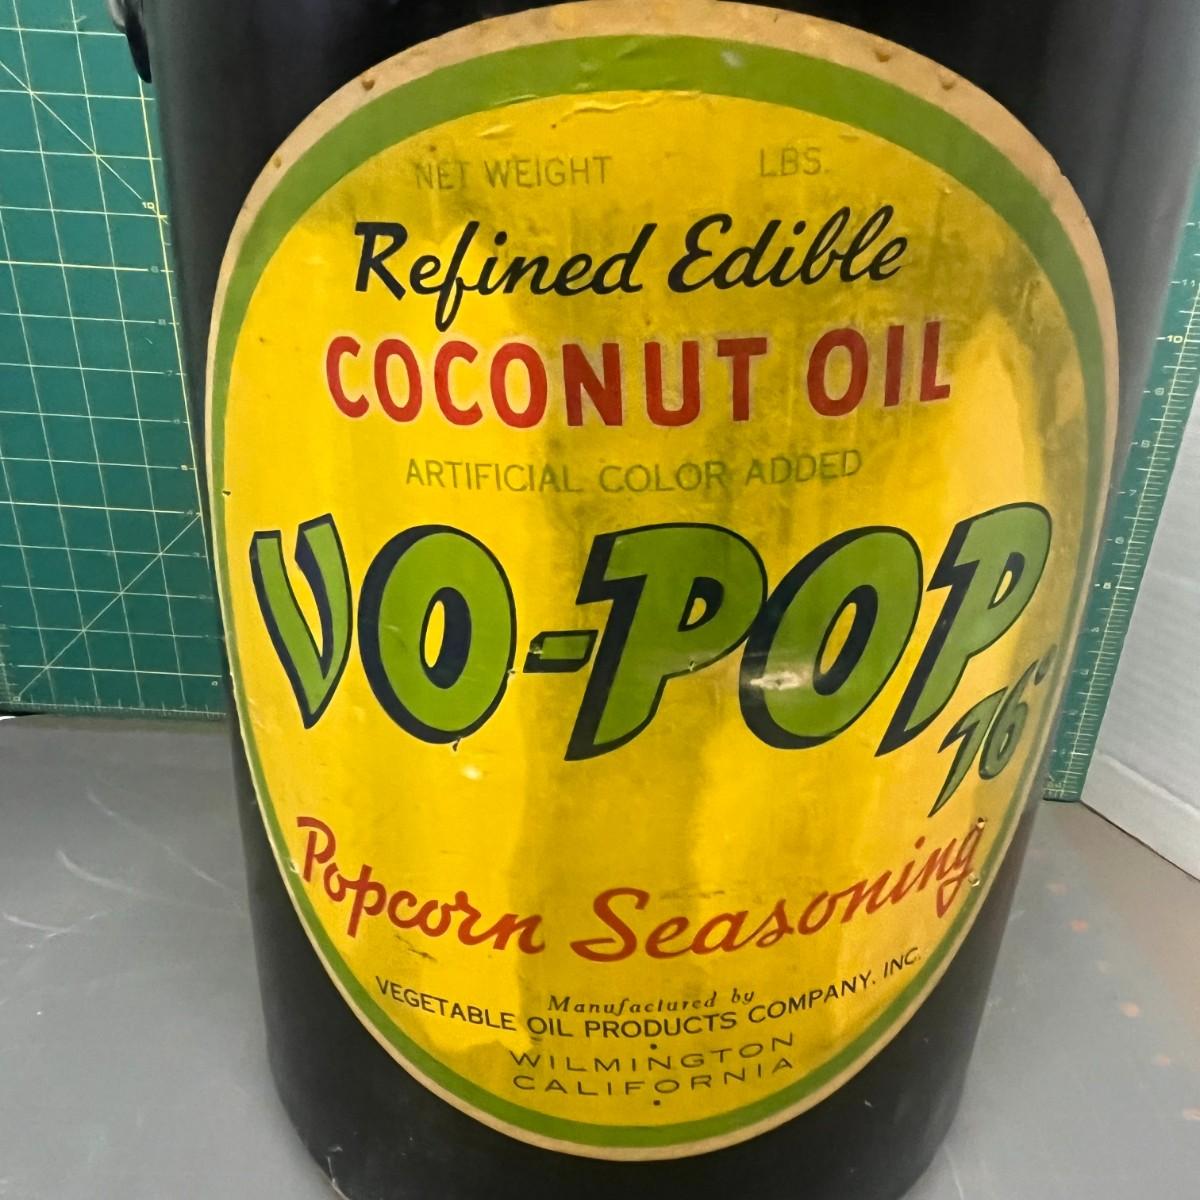 NET WEIGHT LBS.
Refined Edible
COCONUT OIL
ARTIFICIAL COLOR ADDED
VO-POP
76°
Popcorn Seasoning
Manufactured by
VEGETABLE OIL PRODUCTS COMPANY. INC.
WILMINGTON
CALIFORNIA